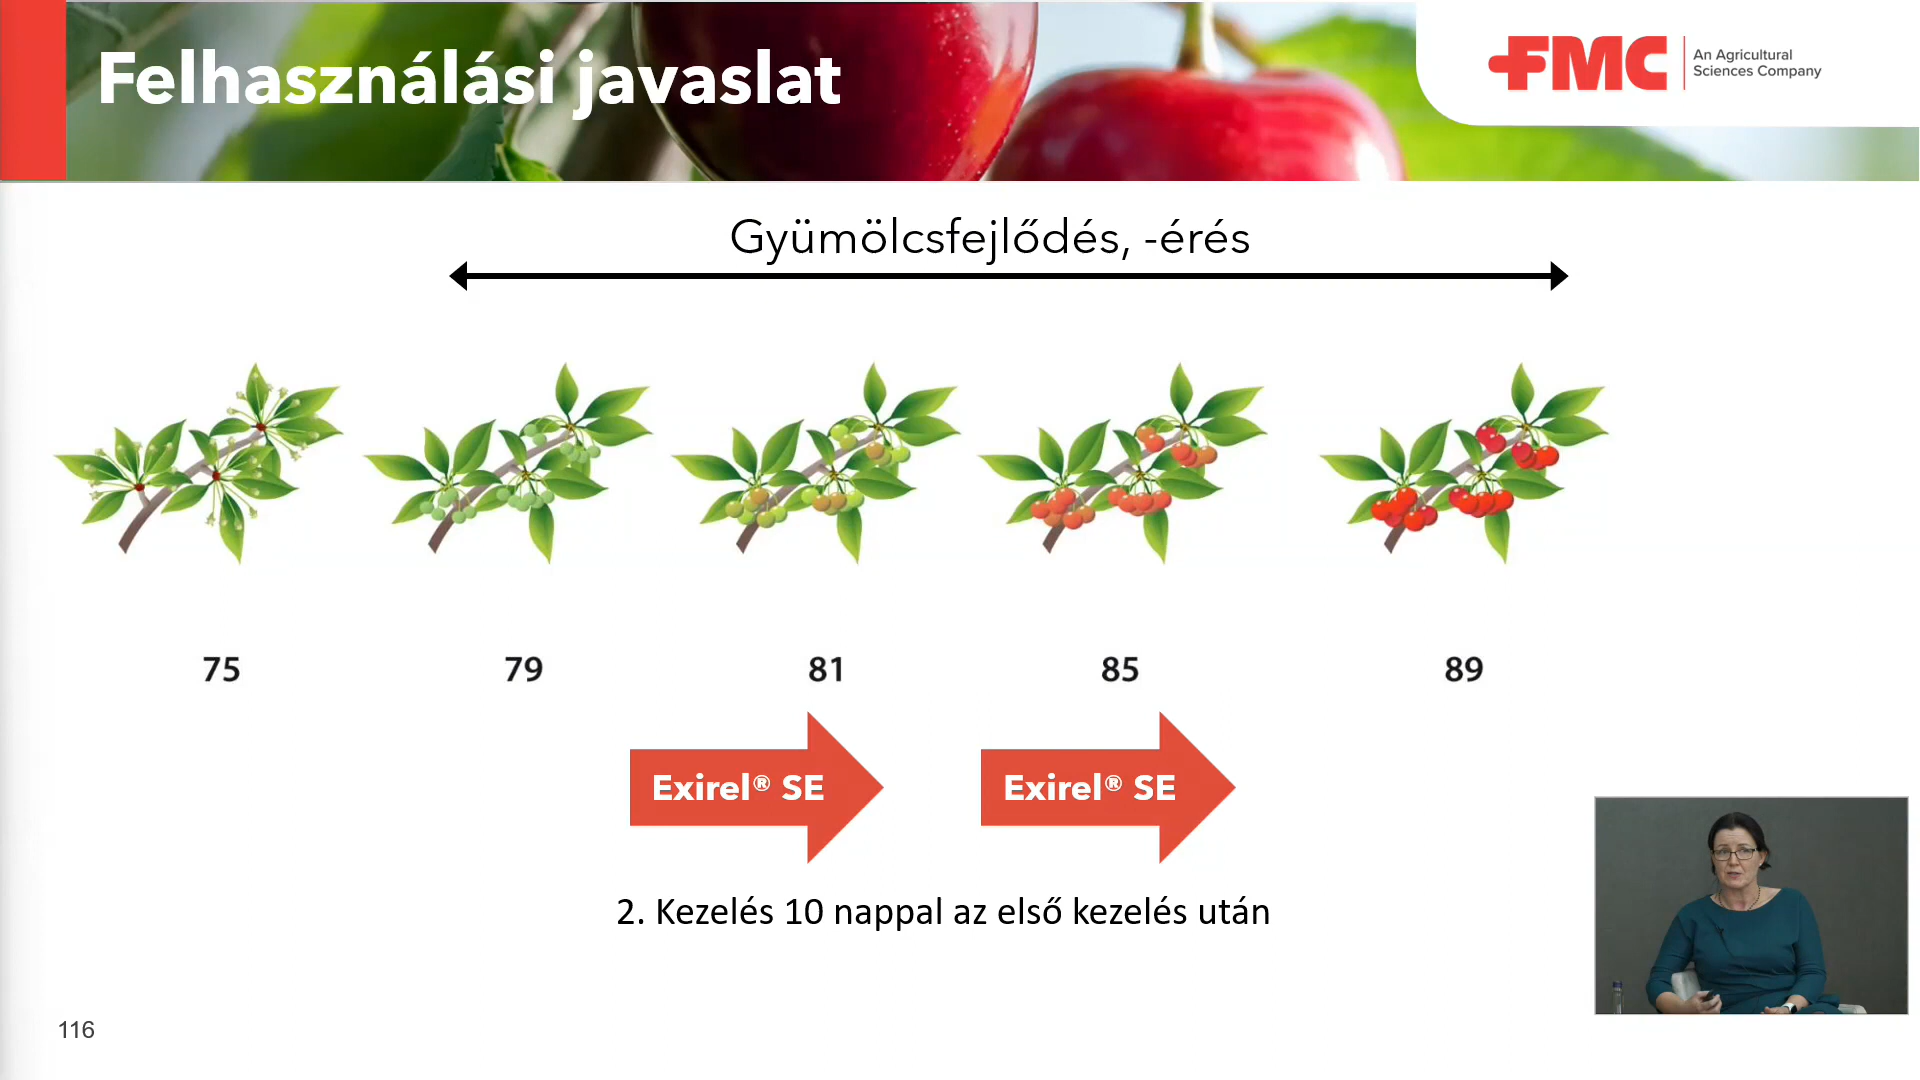 Felhasználási javaslat
FMC
An Agricultural
Sciences Company
Gyümölcsfejlődés, -érés
75 79 81 85 89
Exirel® SE Exirel® SE
2. Kezelés 10 nappal az első kezelés után
116